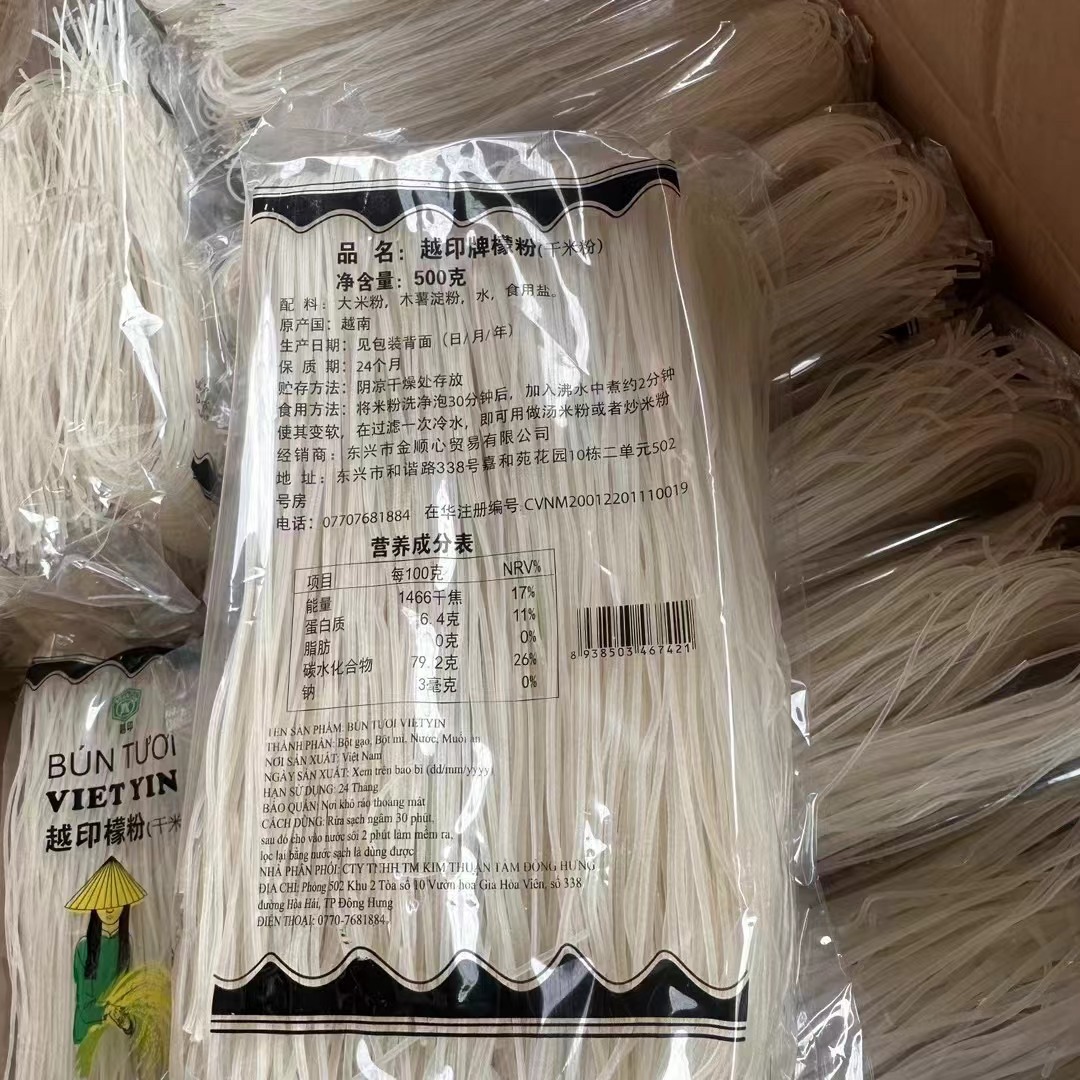 品 名：越印牌檬粉(干米粉)
净含量：500克
配 料：大米粉，木薯淀粉，水，食用盐。
原产国：越南
生产日期：见包装背面（日/月/年）
保 质 期：24个月
贮存方法：阴凉干燥处存放
食用方法：将米粉洗净泡30分钟后，加入沸水中煮约2分钟
使其变软，在过滤一次冷水，即可用做汤米粉或者炒米粉
经销商：东兴市金顺心贸易有限公司
地 址：东兴市和谐路338号嘉和苑花园10栋二单元502
号房
电话：07707681884 在华注册编号:CVNM20012201110019
营养成分表
项目 每100克 NRV%
能量 1466千焦 17%
蛋白质 6.4克 11%
脂肪 0克 0%
碳水化合物 79.2克 26%
钠 3毫克 0%
8 938503 467421
TÊN SẢN PHẨM: BÚN TƯƠI VIETYIN
THÀNH PHẦN: Bột gạo, Bột mì, Nước, Muối ăn
NƠI SẢN XUẤT: Việt Nam
NGÀY SẢN XUẤT: Xem trên bao bì (dd/mm/yyyy)
HẠN SỬ DỤNG: 24 Tháng
BẢO QUẢN: Nơi khô ráo thoáng mát
CÁCH DÙNG: Rửa sạch ngâm 30 phút,
sau đó cho vào nước sôi 2 phút làm mềm ra,
lọc lại bằng nước sạch là dùng được
NHÀ PHÂN PHỐI: CTY TNHH TM KIM THUẬN TÂM ĐÔNG HƯNG
ĐỊA CHỈ: Phòng 502 Khu 2 Tòa số 10 Vườn hoa Gia Hòa Viên, số 338
đường Hòa Hài, TP Đông Hưng
ĐIỆN THOẠI: 0770-7681884
越印
BÚN TƯƠI
VIETYIN
越印檬粉(干米